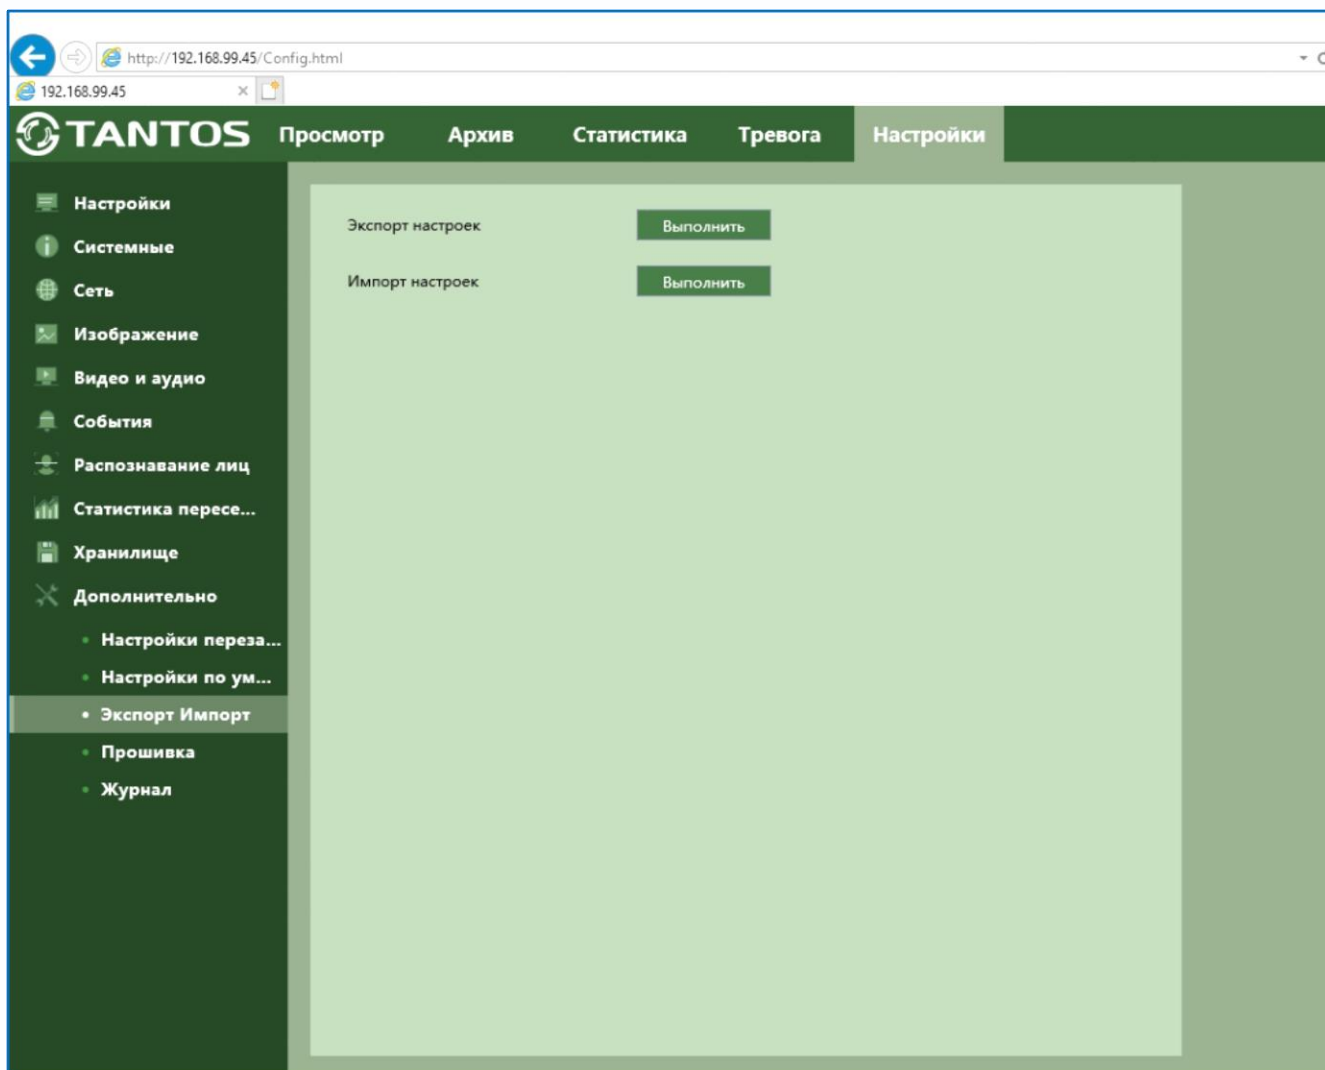 http://192.168.99.45/Config.html
192.168.99.45
TANTOS Просмотр Архив Статистика Тревога Настройки
Настройки
Экспорт настроек Выполнить
Системные
Импорт настроек Выполнить
Сеть
Изображение
Видео и аудио
События
Распознавание лиц
Статистика пересе...
Хранилище
Дополнительно
Настройки переза...
Настройки по ум...
Экспорт Импорт
Прошивка
Журнал